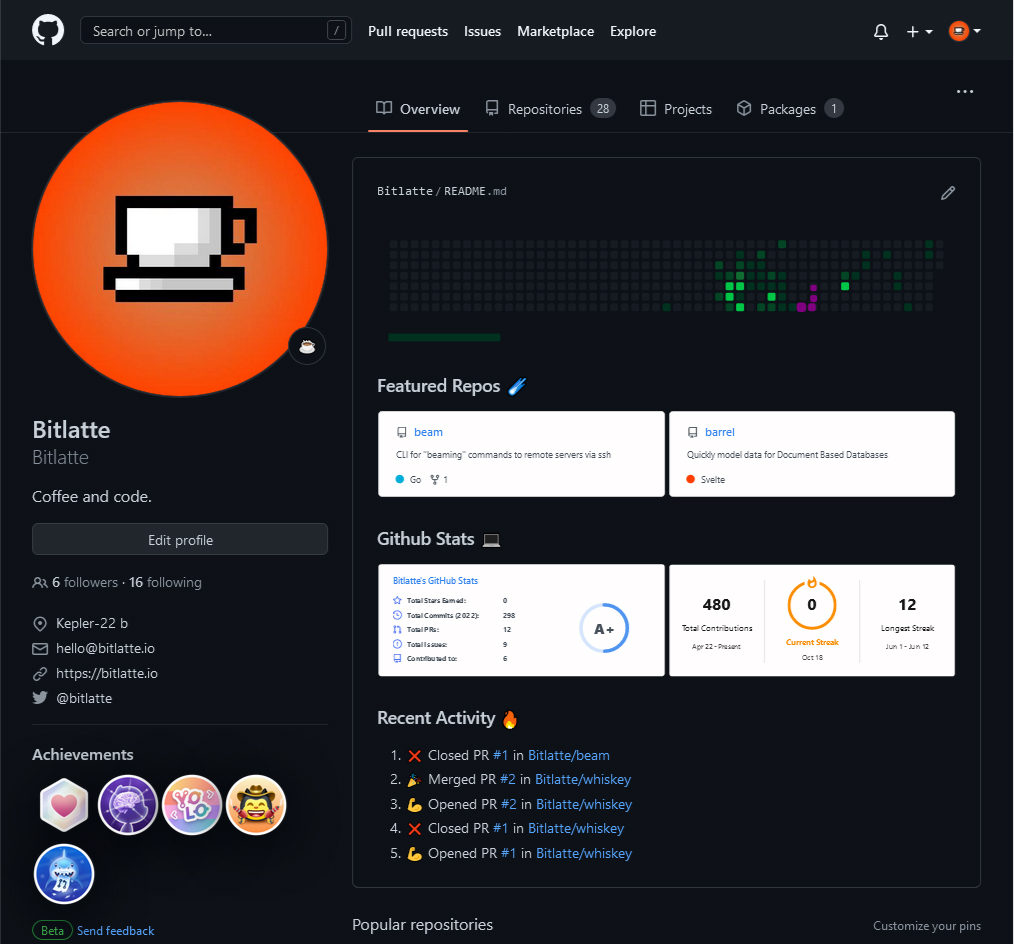 Search or jump to... /
Pull requests Issues Marketplace Explore
Overview Repositories 28 Projects Packages 1
Bitlatte/README.md
Featured Repos
beam
CLI for "beaming" commands to remote servers via ssh
Go 1
barrel
Quickly model data for Document Based Databases
Svelte
Github Stats
Bitlatte's GitHub Stats
Total Stars Earned: 0
Total Commits (2022): 298
Total PRs: 12
Total Issues: 9
Contributed to: 6
A+
480
Total Contributions
Apr 22 - Present
0
Current Streak
Oct 18
12
Longest Streak
Jun 1 - Jun 12
Recent Activity
1. ❌ Closed PR #1 in Bitlatte/beam
2. 🎉 Merged PR #2 in Bitlatte/whiskey
3. 💪 Opened PR #2 in Bitlatte/whiskey
4. ❌ Closed PR #1 in Bitlatte/whiskey
5. 💪 Opened PR #1 in Bitlatte/whiskey
Bitlatte
Bitlatte
Coffee and code.
Edit profile
6 followers · 16 following
Kepler-22 b
hello@bitlatte.io
https://bitlatte.io
@bitlatte
Achievements
YOLO
Beta Send feedback
Popular repositories Customize your pins